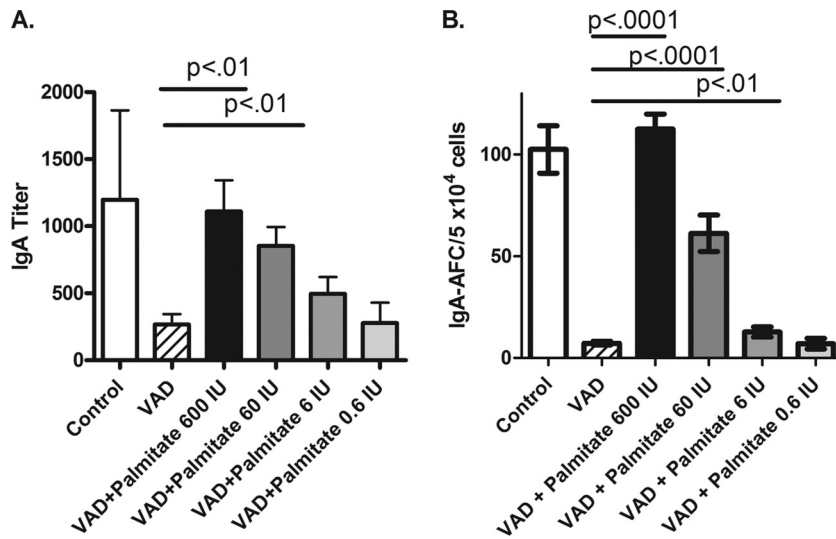 A.
p<.01
p<.01
IgA Titer
2000
1500
1000
500
0
Control
VAD
VAD+Palmitate 600 IU
VAD+Palmitate 60 IU
VAD+Palmitate 6 IU
VAD+Palmitate 0.6 IU
B.
p<.0001
p<.0001
p<.01
IgA-AFC/5 x10⁴ cells
100
50
0
Control
VAD
VAD + Palmitate 600 IU
VAD + Palmitate 60 IU
VAD + Palmitate 6 IU
VAD + Palmitate 0.6 IU